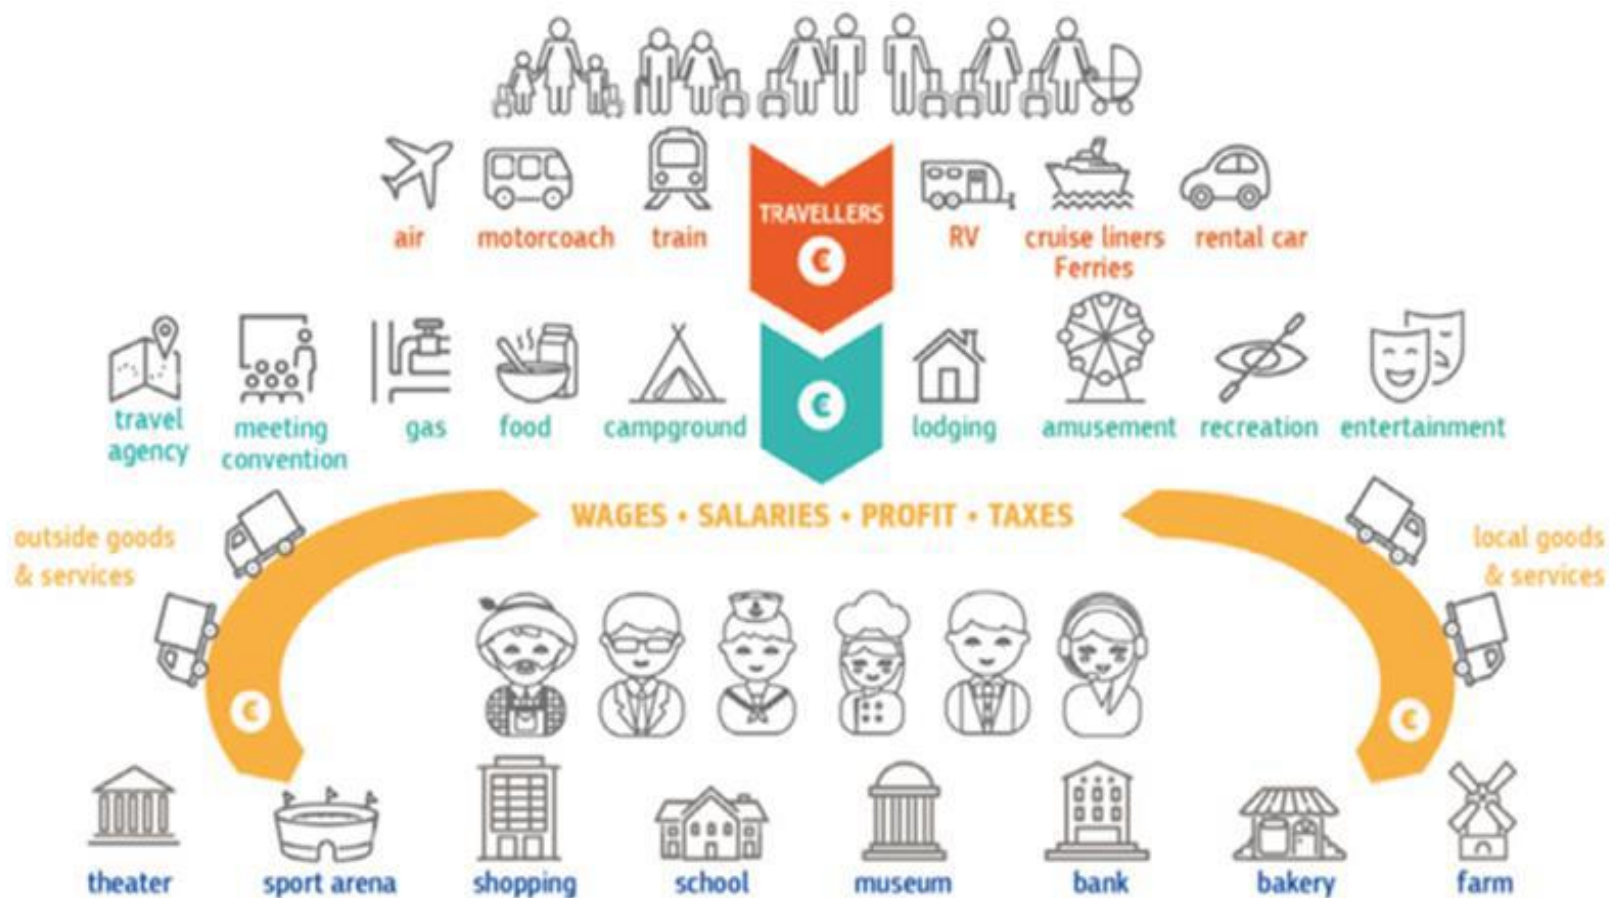 TRAVELLERS
€
air
motorcoach
train
RV
cruise liners
Ferries
rental car
€
travel
agency
meeting
convention
gas
food
campground
lodging
amusement
recreation
entertainment
WAGES • SALARIES • PROFIT • TAXES
outside goods
& services
local goods
& services
€
€
theater
sport arena
shopping
school
museum
bank
bakery
farm